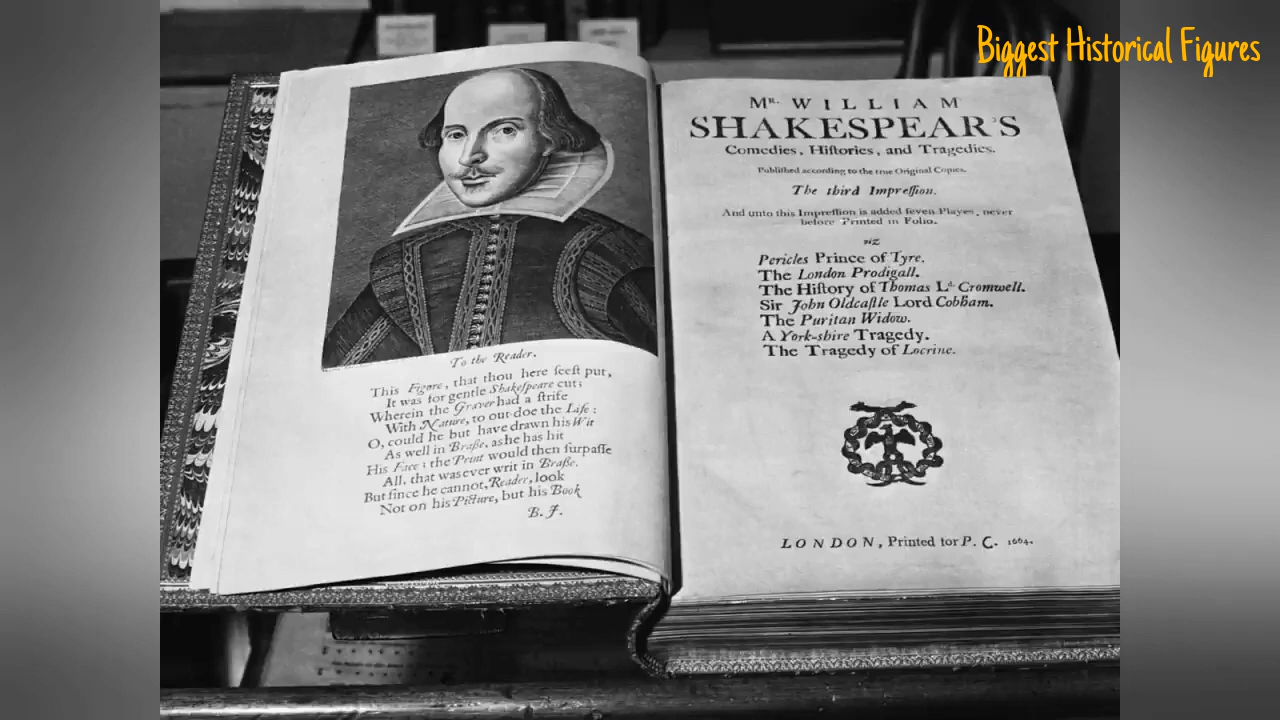 Biggest Historical Figures
To the Reader.
This Figure, that thou here seeſt put,
It was for gentle Shakeſpeare cut;
Wherein the Graver had a ſtrife
With Nature, to out-doe the Life:
O, could he but have drawn his Wit
As well in Braſſe, as he has hit
His Face; the Print would then ſurpaſſe
All, that was ever writ in Braſſe.
But ſince he cannot, Reader, look
Not on his Picture, but his Book
B. J.
Mr. WILLIAM
SHAKESPEAR'S
Comedies, Hiſtories, and Tragedies.
Publiſhed according to the true Original Copies.
The third Impreſſion.
And unto this Impreſſion is added ſeven Playes, never
before Printed in Folio.
viz
Pericles Prince of Tyre.
The London Prodigall.
The Hiſtory of Thomas Ld. Cromwell.
Sir John Oldcaſtle Lord Cobham.
The Puritan Widow.
A York-shire Tragedy.
The Tragedy of Locrine.
LONDON, Printed for P. C. 1664.